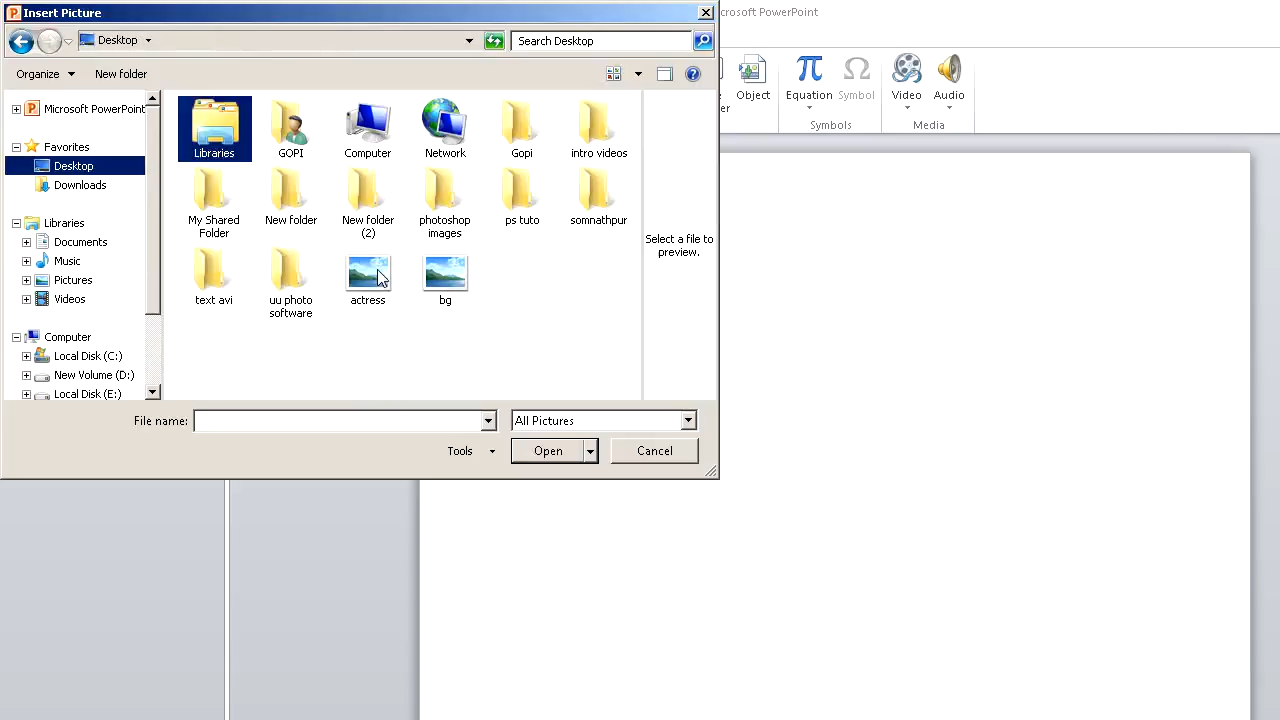 Insert Picture
crosoft PowerPoint
Desktop
Search Desktop
Organize
New folder
Object
Equation
Symbol
Video
Audio
Symbols
Media
Microsoft PowerPoint
Favorites
Desktop
Downloads
Libraries
Documents
Music
Pictures
Videos
Computer
Local Disk (C:)
New Volume (D:)
Local Disk (E:)
Libraries
GOPI
Computer
Network
Gopi
intro videos
My Shared
Folder
New folder
New folder
(2)
photoshop
images
ps tuto
somnathpur
text avi
uu photo
software
actress
bg
Select a file to
preview.
File name:
All Pictures
Tools
Open
Cancel